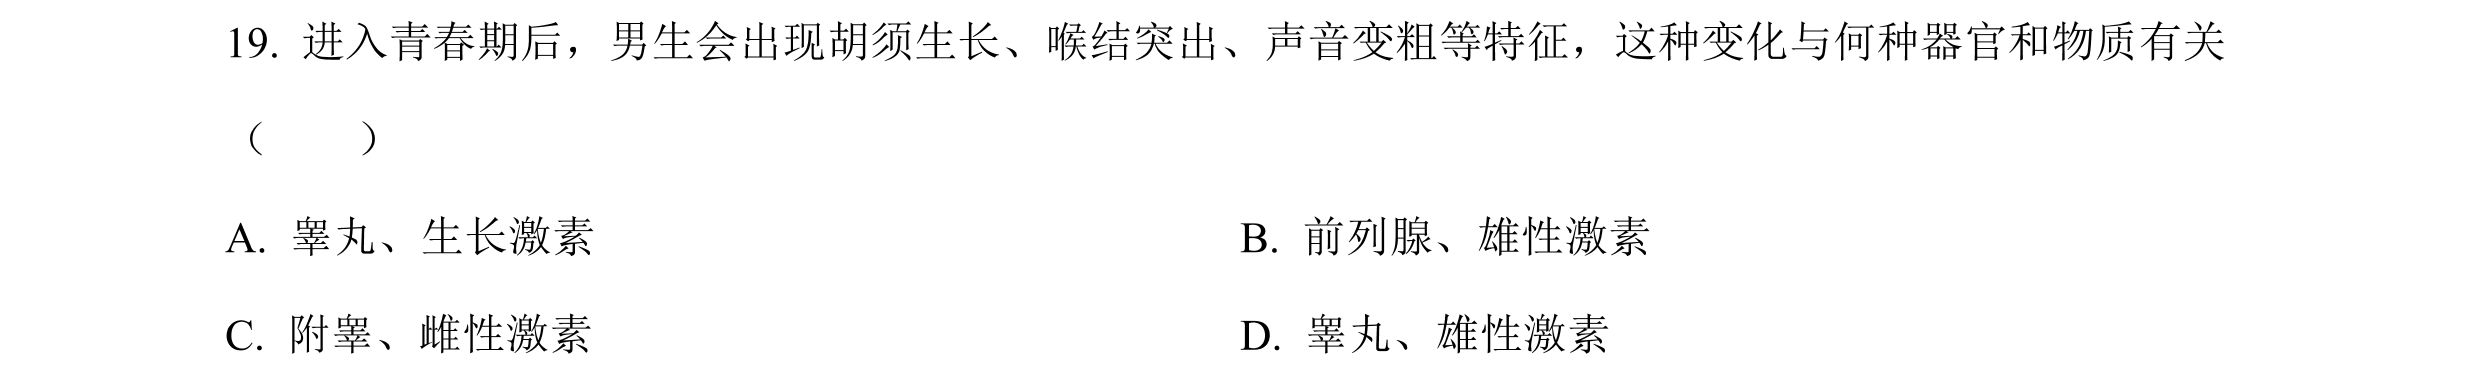 19. 进入青春期后，男生会出现胡须生长、喉结突出、声音变粗等特征，这种变化与何种器官和物质有关
（　　）
A. 睾丸、生长激素　　B. 前列腺、雄性激素
C. 附睾、雌性激素　　D. 睾丸、雄性激素